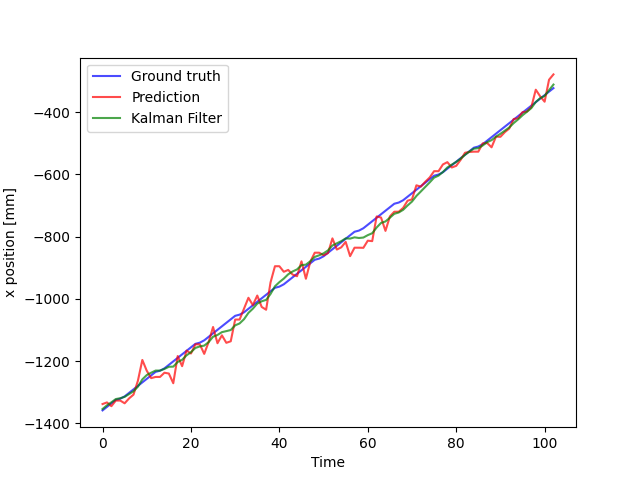 Ground truth
Prediction
Kalman Filter
−400
−600
−800
−1000
−1200
−1400
x position [mm]
0 20 40 60 80 100
Time